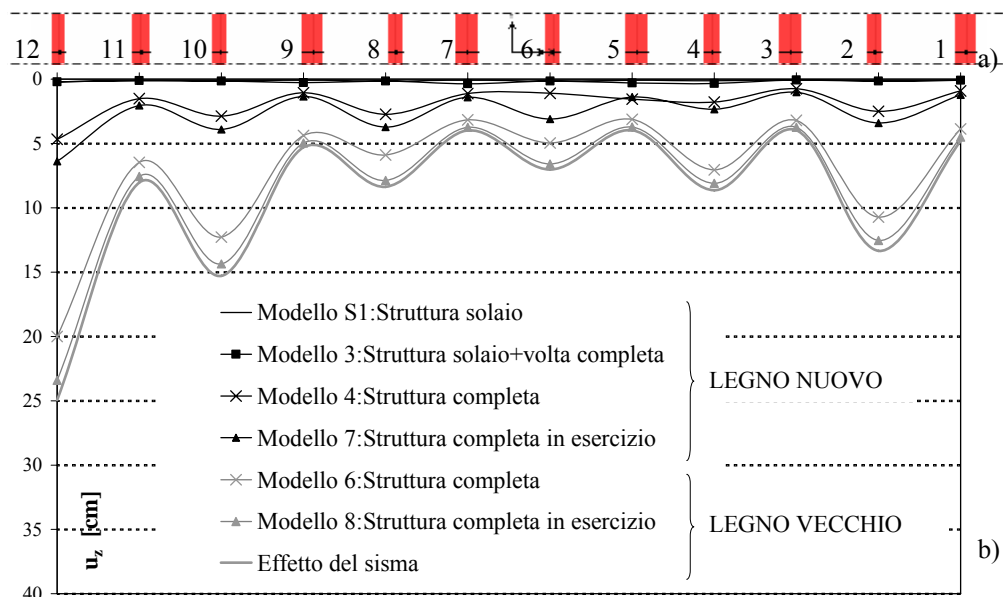 12 11 10 9 8 7 6 5 4 3 2 1
a)
0
5
10
15
20
25
30
35
40
u_z [cm]
Modello S1:Struttura solaio
Modello 3:Struttura solaio+volta completa
Modello 4:Struttura completa
Modello 7:Struttura completa in esercizio
LEGNO NUOVO
Modello 6:Struttura completa
Modello 8:Struttura completa in esercizio
Effetto del sisma
LEGNO VECCHIO
b)